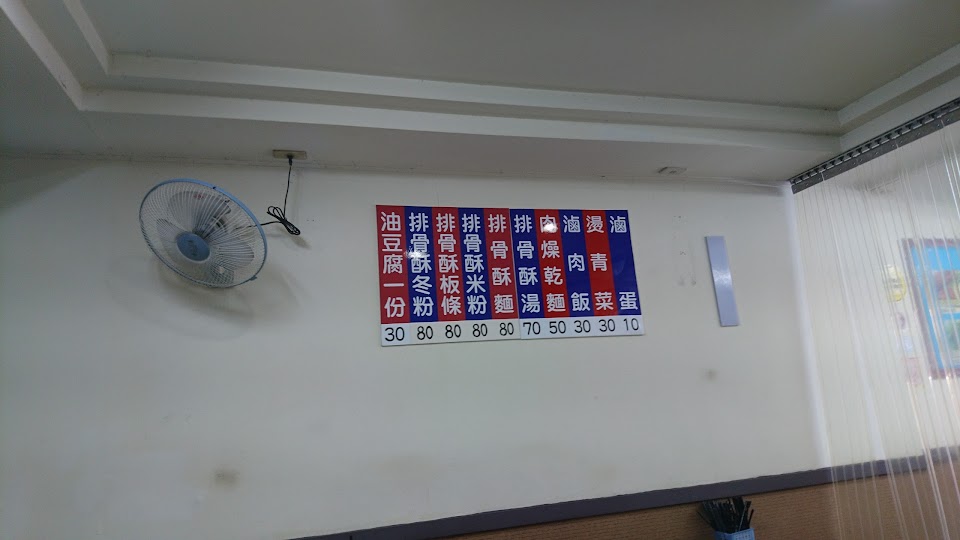 滷蛋 10
燙青菜 30
滷肉飯 30
肉燥乾麵 50
排骨酥湯 70
排骨酥麵 80
排骨酥米粉 80
排骨酥板條 80
排骨酥冬粉 80
油豆腐一份 30